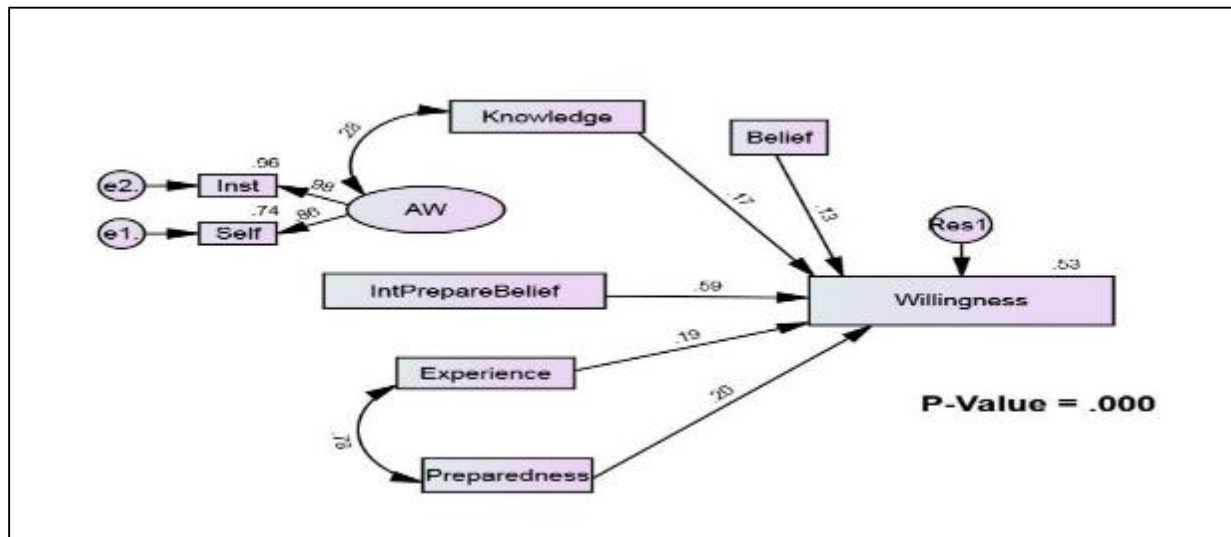 Knowledge
Belief
.28
.96
e2.
Inst
.98
AW
.74
.86
e1.
Self
.17
.13
Res1
.53
IntPrepareBelief
.59
Willingness
Experience
.19
.20
P-Value = .000
Preparedness